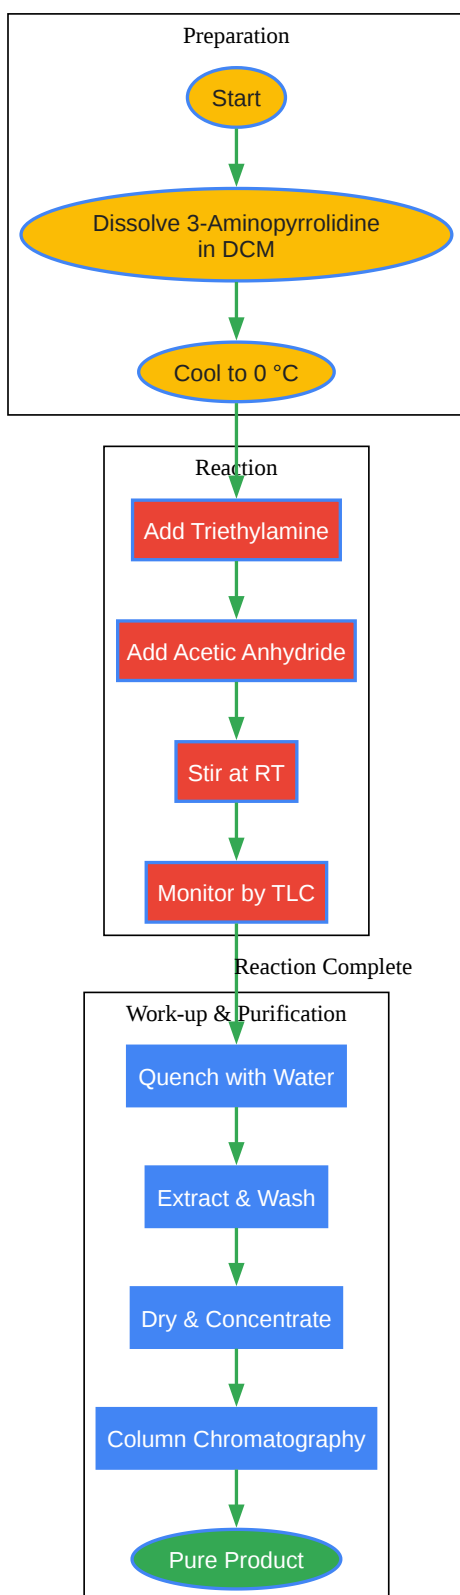 Preparation
Start
Dissolve 3-Aminopyrrolidine
in DCM
Cool to 0 °C
Reaction
Add Triethylamine
Add Acetic Anhydride
Stir at RT
Monitor by TLC
Reaction Complete
Work-up & Purification
Quench with Water
Extract & Wash
Dry & Concentrate
Column Chromatography
Pure Product